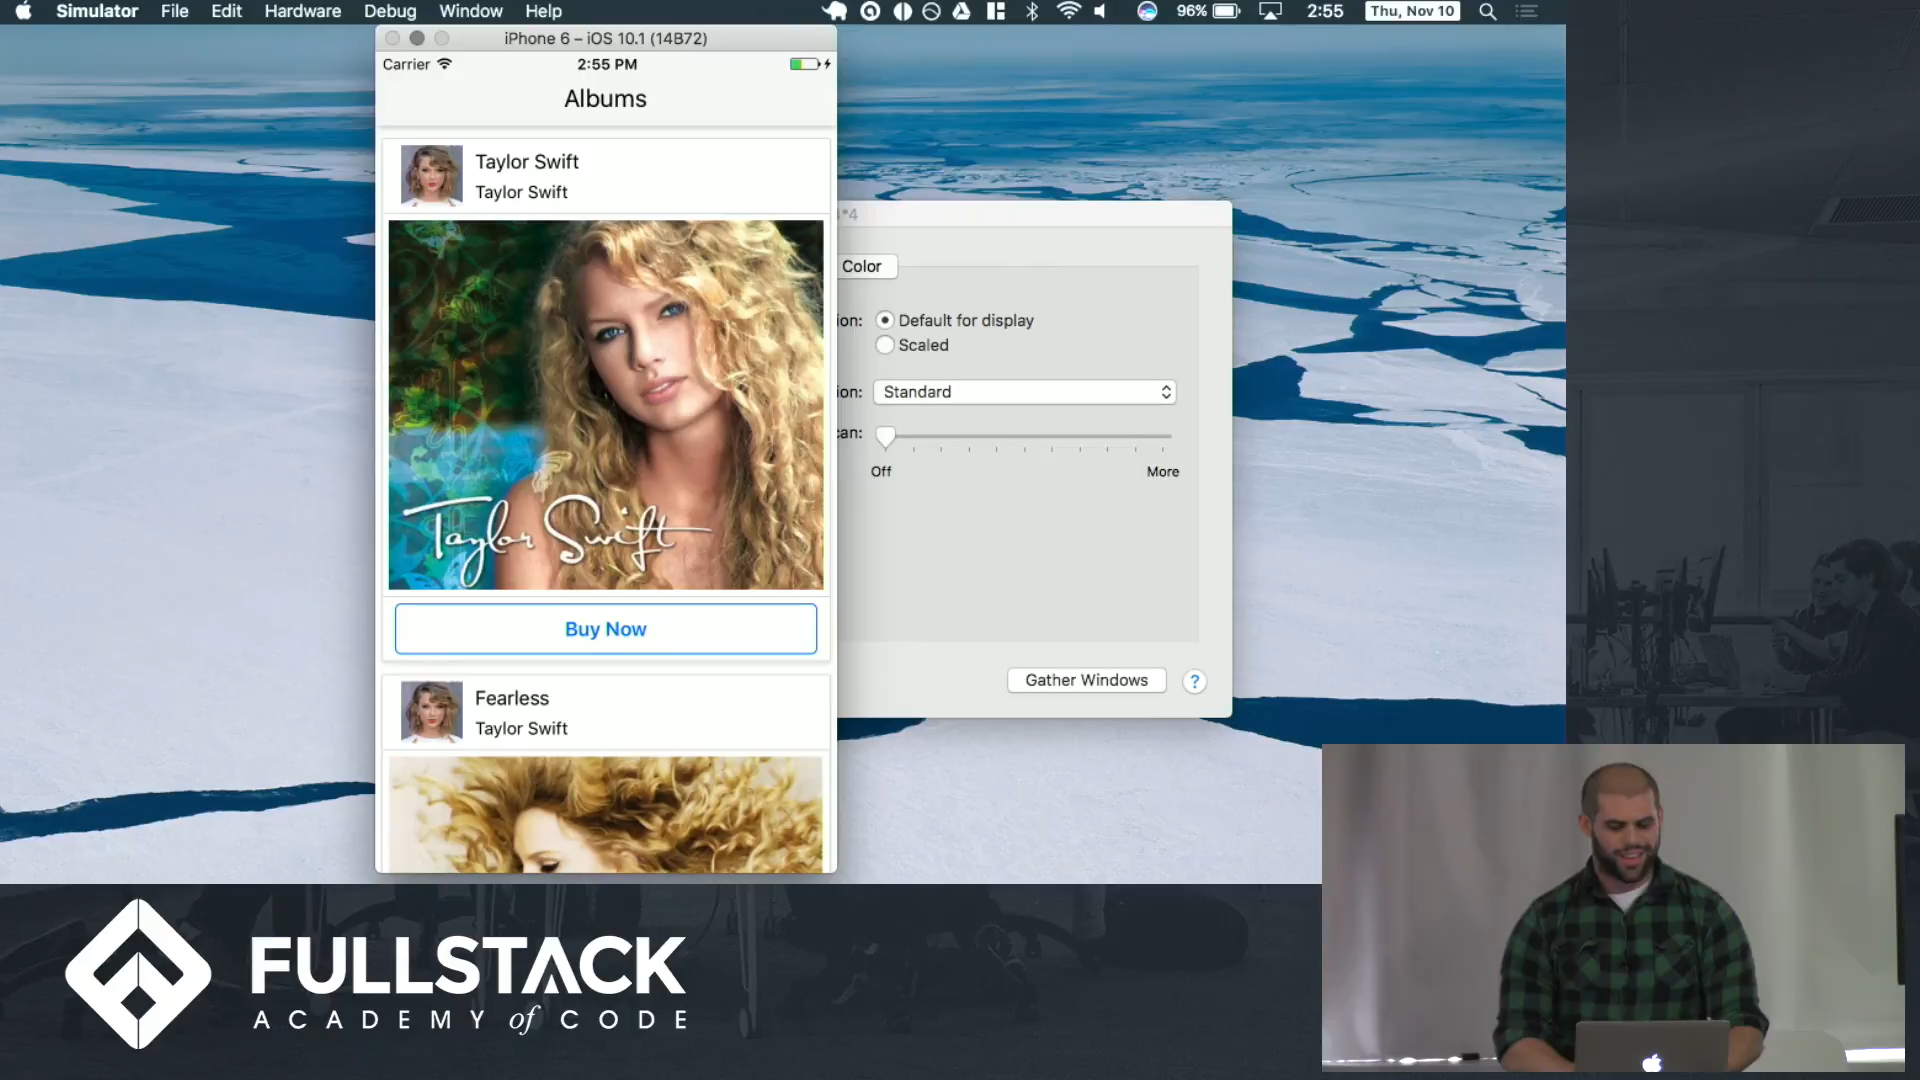 Simulator File Edit Hardware Debug Window Help 96% 2:55 Thu, Nov 10
iPhone 6 – iOS 10.1 (14B72)
Carrier 2:55 PM
Albums
Taylor Swift
Taylor Swift
Taylor Swift
Buy Now
Fearless
Taylor Swift
*4
Color
ion: Default for display
Scaled
ion: Standard
can:
Off More
Gather Windows ?
FULLSTACK
ACADEMY of CODE